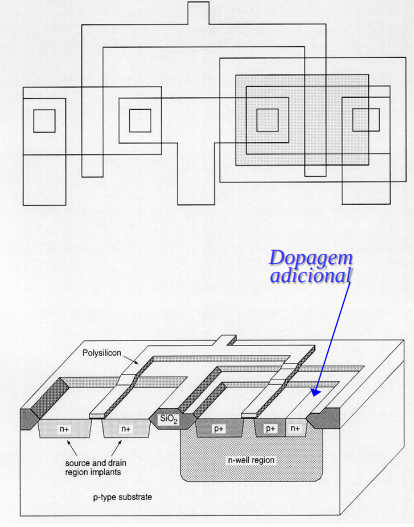 Dopagem
adicional
Polysilicon
n+
n+
SiO2
p+
p+
n+
source and drain
region implants
n-well region
p-type substrate